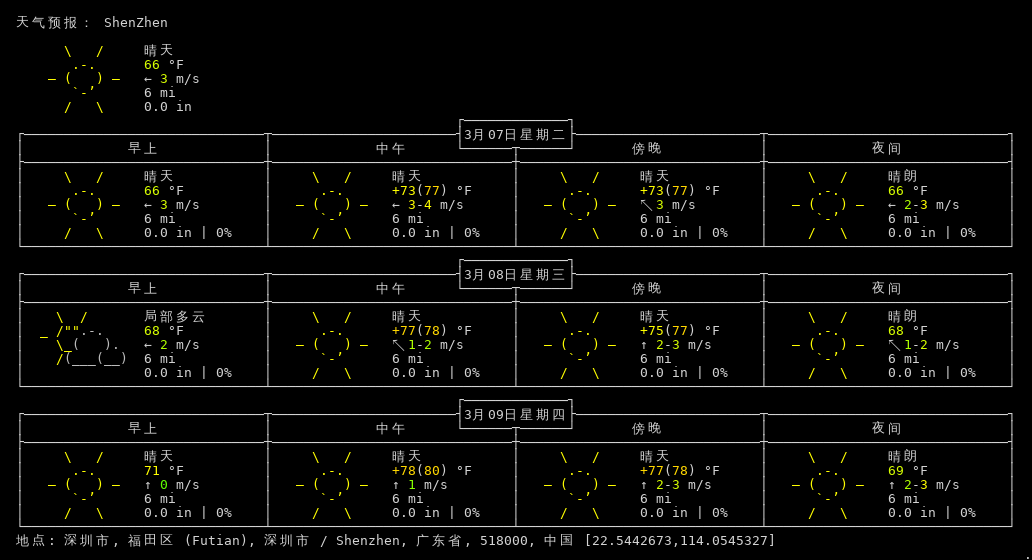 天气预报： ShenZhen
晴天
66 °F
← 3 m/s
6 mi
0.0 in
3月07日星期二
早上 中午 傍晚 夜间
晴天 晴天 晴天 晴朗
66 °F +73(77) °F +73(77) °F 66 °F
← 3 m/s ← 3-4 m/s ↖ 3 m/s ← 2-3 m/s
6 mi 6 mi 6 mi 6 mi
0.0 in | 0% 0.0 in | 0% 0.0 in | 0% 0.0 in | 0%
3月08日星期三
早上 中午 傍晚 夜间
局部多云 晴天 晴天 晴朗
68 °F +77(78) °F +75(77) °F 68 °F
← 2 m/s ↖ 1-2 m/s ↑ 2-3 m/s ↖ 1-2 m/s
6 mi 6 mi 6 mi 6 mi
0.0 in | 0% 0.0 in | 0% 0.0 in | 0% 0.0 in | 0%
3月09日星期四
早上 中午 傍晚 夜间
晴天 晴天 晴天 晴朗
71 °F +78(80) °F +77(78) °F 69 °F
↑ 0 m/s ↑ 1 m/s ↑ 2-3 m/s ↑ 2-3 m/s
6 mi 6 mi 6 mi 6 mi
0.0 in | 0% 0.0 in | 0% 0.0 in | 0% 0.0 in | 0%
地点: 深圳市, 福田区 (Futian), 深圳市 / Shenzhen, 广东省, 518000, 中国 [22.5442673,114.0545327]